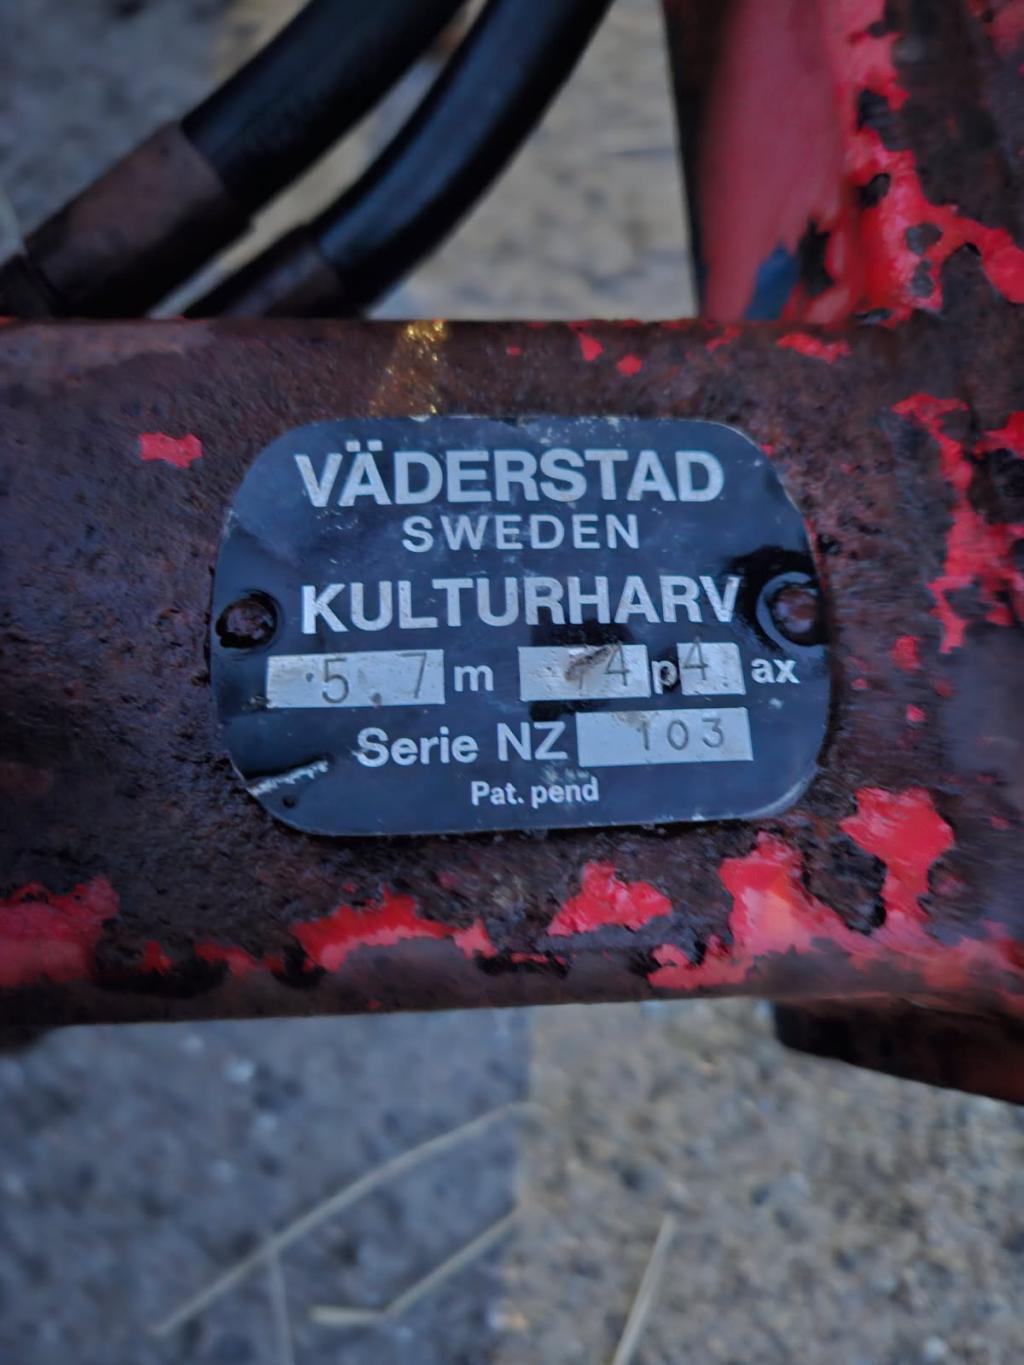 VÄDERSTAD
SWEDEN
KULTURHARV
5.7 m 74 p 4 ax
Serie NZ 103
Pat. pend